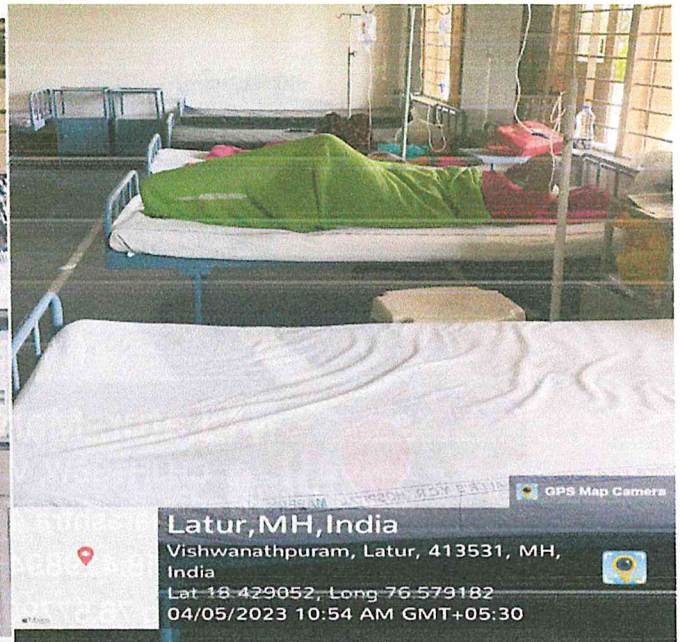 GPS Map Camera
Latur,MH,India
Vishwanathpuram, Latur, 413531, MH,
India
Lat 18.429052, Long 76.579182
04/05/2023 10:54 AM GMT+05:30